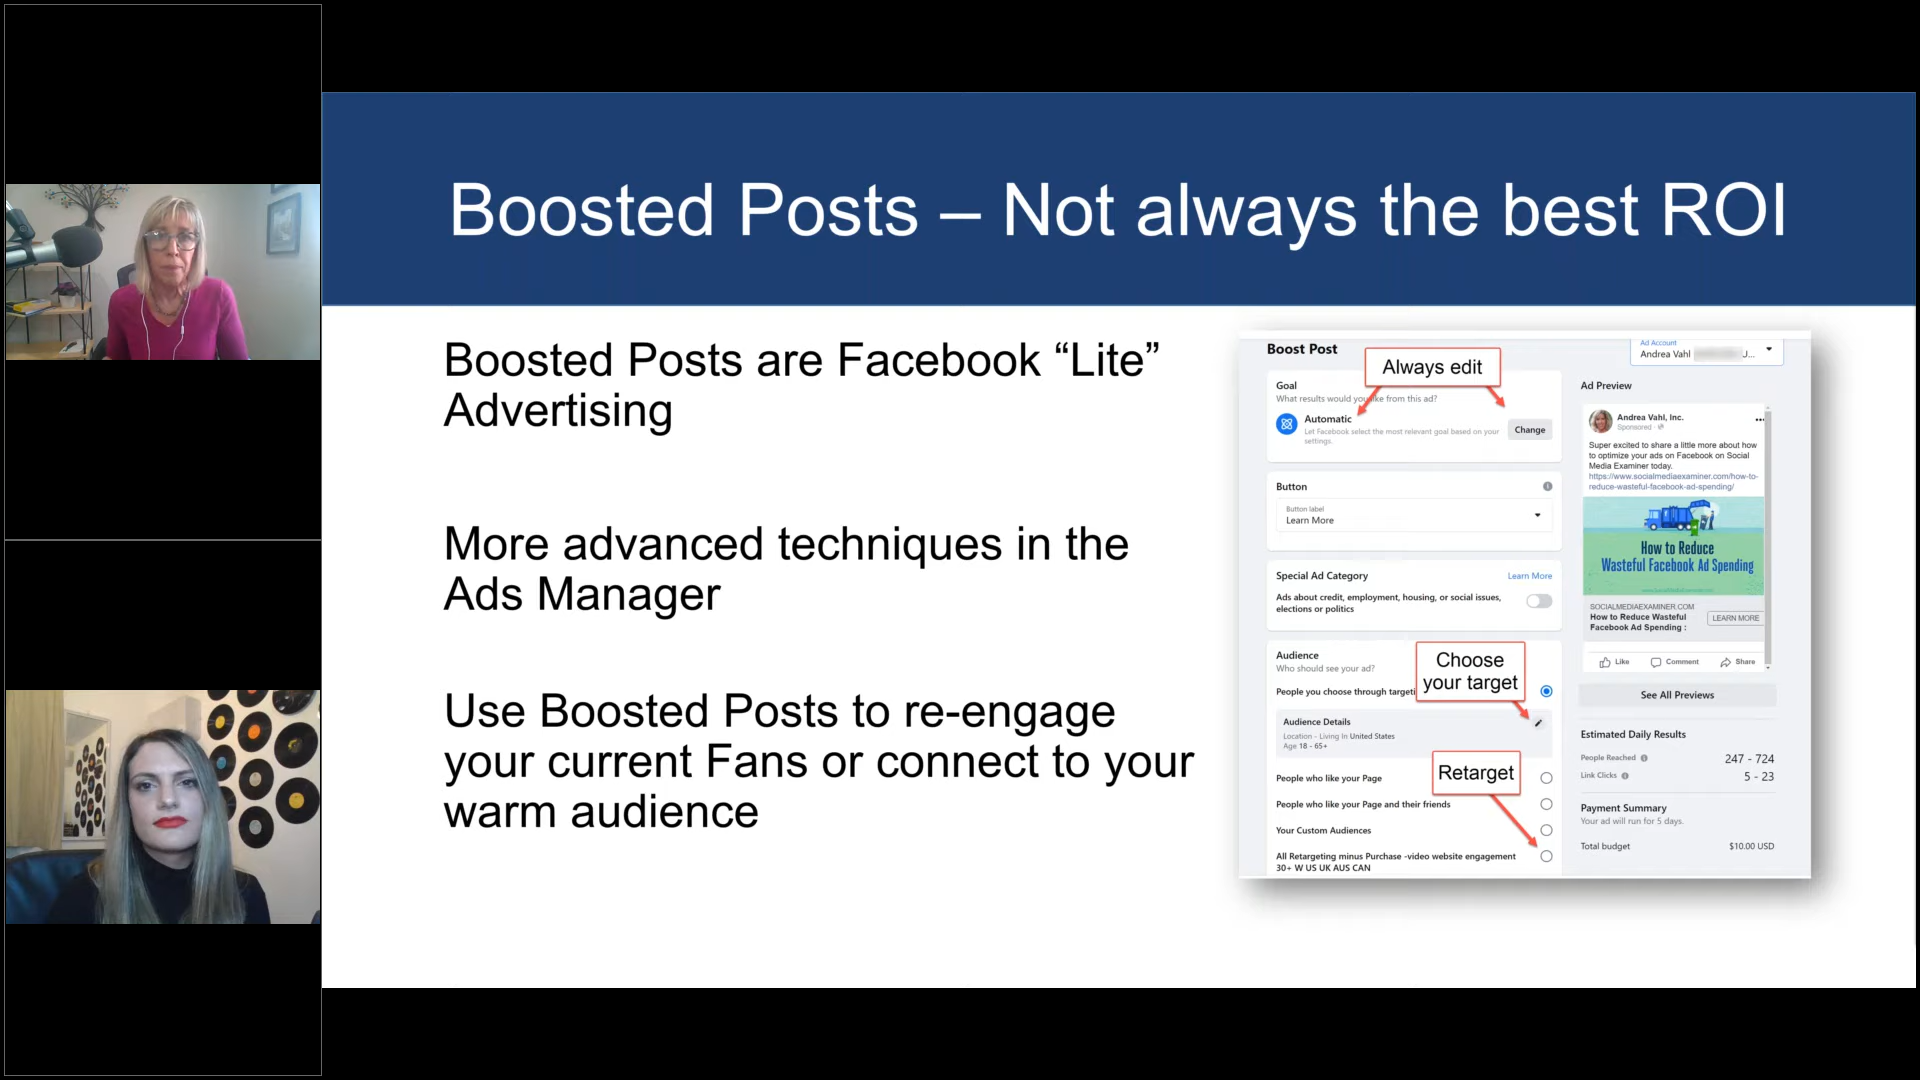 Boosted Posts – Not always the best ROI
Boosted Posts are Facebook “Lite”
Advertising
More advanced techniques in the
Ads Manager
Use Boosted Posts to re-engage
your current Fans or connect to your
warm audience
Boost Post
Always edit
Goal
What results would you like from this ad?
Automatic
Let Facebook select the most relevant goal based on your
settings.
Change
Button
Button label
Learn More
Special Ad Category
Learn More
Ads about credit, employment, housing, or social issues,
elections or politics
Audience
Who should see your ad?
Choose
your target
People you choose through targeti
Audience Details
Location - Living In United States
Age 18 - 65+
Retarget
People who like your Page
People who like your Page and their friends
Your Custom Audiences
All Retargeting minus Purchase -video website engagement
30+ W US UK AUS CAN
Ad Account
Andrea Vahl J...
Ad Preview
Andrea Vahl, Inc.
Sponsored ·
Super excited to share a little more about how
to optimize your ads on Facebook on Social
Media Examiner today.
https://www.socialmediaexaminer.com/how-to-
reduce-wasteful-facebook-ad-spending/
How to Reduce
Wasteful Facebook Ad Spending
SOCIALMEDIAEXAMINER.COM
How to Reduce Wasteful
Facebook Ad Spending :
LEARN MORE
Like Comment Share
See All Previews
Estimated Daily Results
People Reached 247 - 724
Link Clicks 5 - 23
Payment Summary
Your ad will run for 5 days.
Total budget $10.00 USD